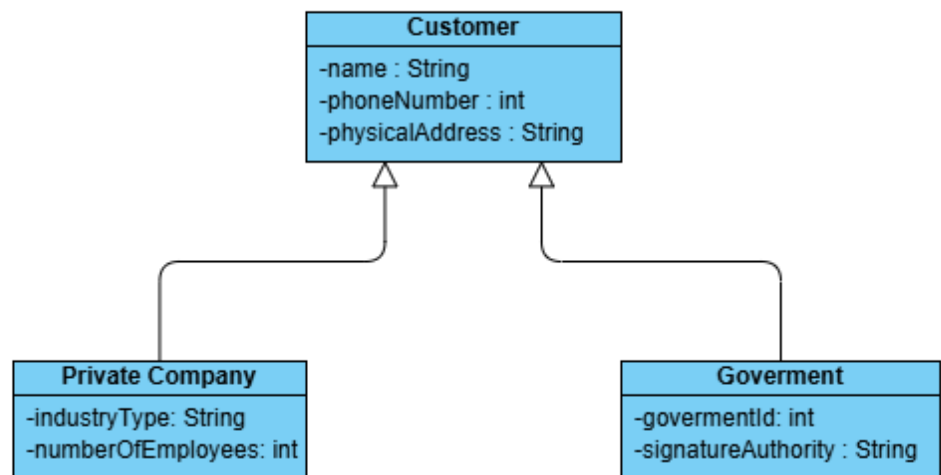 Customer
-name : String
-phoneNumber : int
-physicalAddress : String
Private Company
-industryType: String
-numberOfEmployees: int
Goverment
-govermentId: int
-signatureAuthority : String